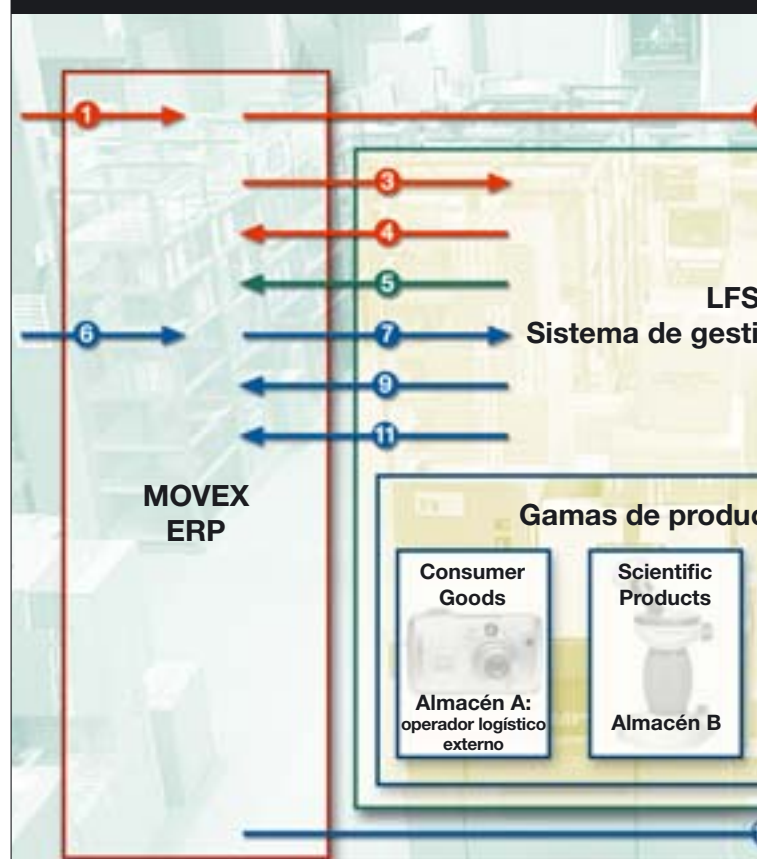 1
3
4
5
LFS
6
7
Sistema de gesti
9
11
MOVEX
ERP
Gamas de produc
Consumer
Goods
Almacén A:
operador logístico
externo
Scientific
Products
Almacén B